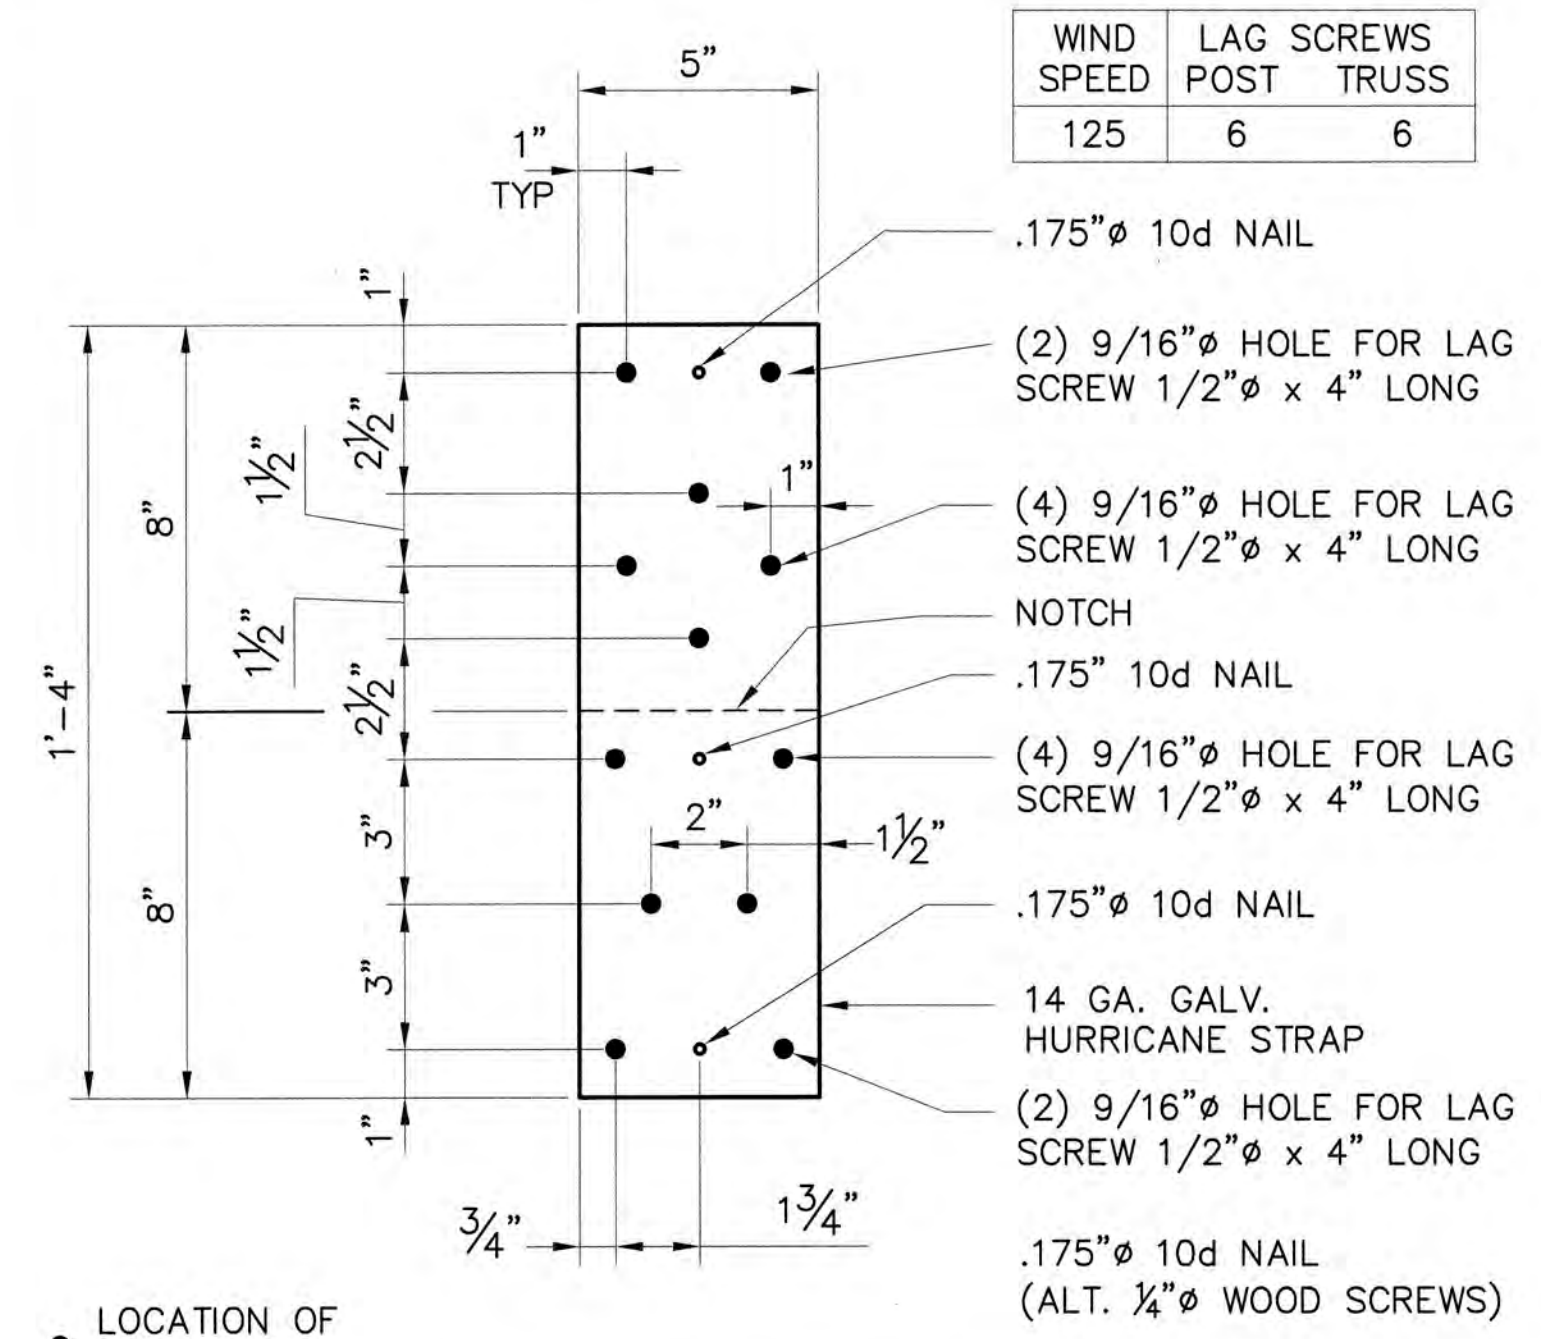 WIND SPEED
LAG SCREWS
POST TRUSS
125 6 6
5”
1”
TYP
.175”ø 10d NAIL
1”
(2) 9/16”ø HOLE FOR LAG
SCREW 1/2”ø x 4” LONG
2½”
1½”
1”
8”
(4) 9/16”ø HOLE FOR LAG
SCREW 1/2”ø x 4” LONG
1½”
NOTCH
1’-4”
2½”
.175” 10d NAIL
(4) 9/16”ø HOLE FOR LAG
SCREW 1/2”ø x 4” LONG
3”
2”
1½”
8”
.175”ø 10d NAIL
3”
14 GA. GALV.
HURRICANE STRAP
1”
(2) 9/16”ø HOLE FOR LAG
SCREW 1/2”ø x 4” LONG
¾”
1¾”
.175”ø 10d NAIL
(ALT. ¼”ø WOOD SCREWS)
LOCATION OF